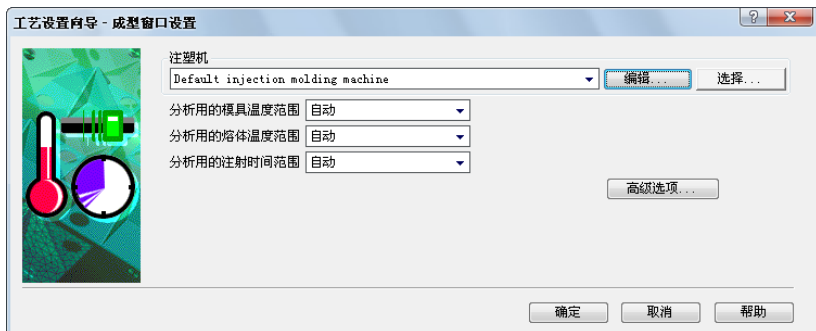 工艺设置向导 - 成型窗口设置
注塑机
Default injection molding machine 编辑... 选择...
分析用的模具温度范围 自动
分析用的熔体温度范围 自动
分析用的注射时间范围 自动
高级选项...
确定 取消 帮助